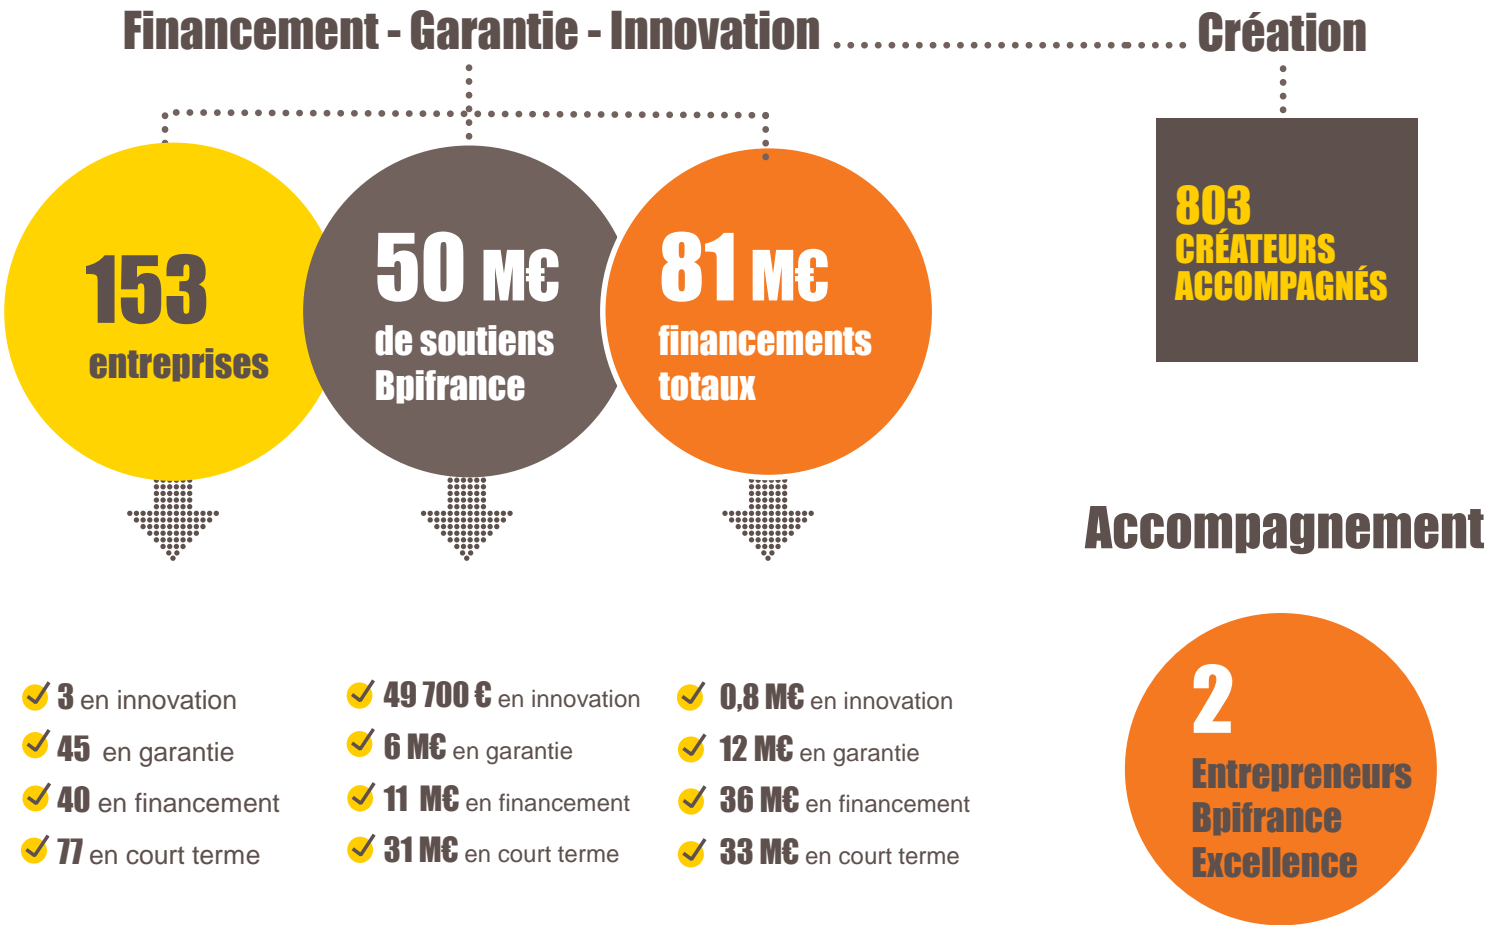 Financement - Garantie - Innovation
153
entreprises
50 M€
de soutiens
Bpifrance
81 M€
financements
totaux
3 en innovation
45 en garantie
40 en financement
77 en court terme
49 700 € en innovation
6 M€ en garantie
11 M€ en financement
31 M€ en court terme
0,8 M€ en innovation
12 M€ en garantie
36 M€ en financement
33 M€ en court terme
Création
803
CRÉATEURS
ACCOMPAGNÉS
Accompagnement
2
Entrepreneurs
Bpifrance
Excellence